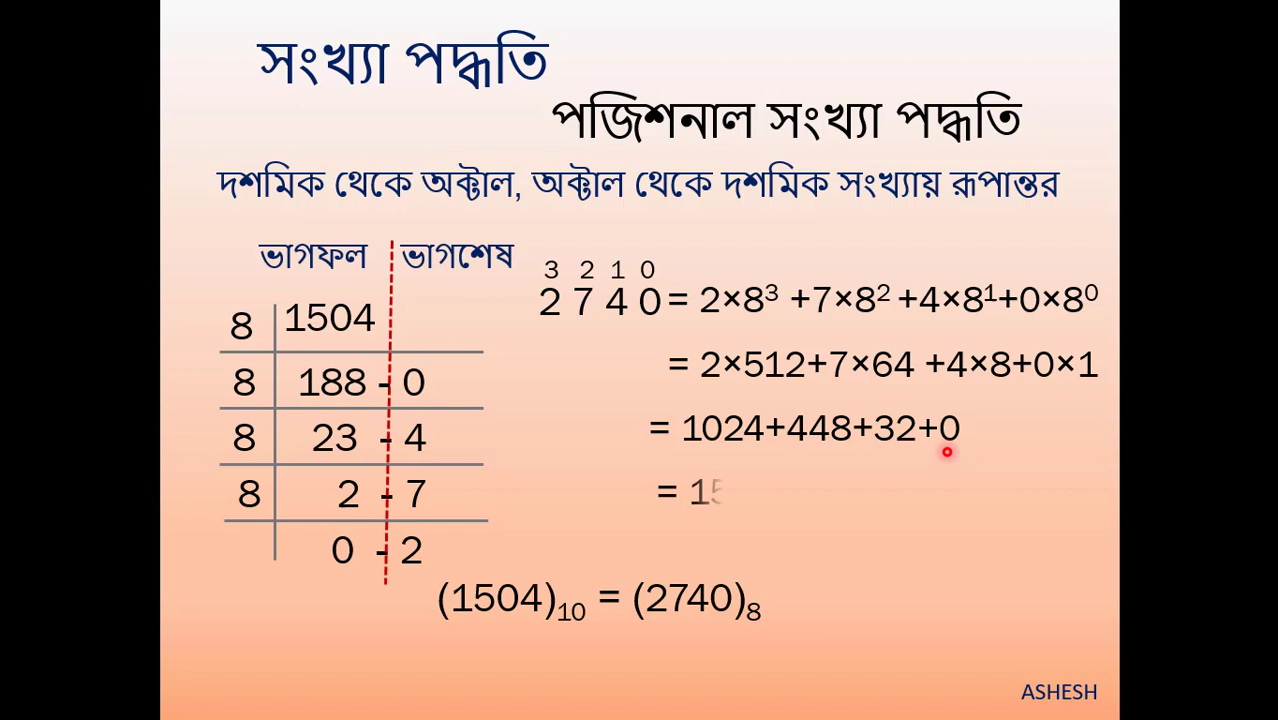 সংখ্যা পদ্ধতি
পজিশনাল সংখ্যা পদ্ধতি
দশমিক থেকে অক্টাল, অক্টাল থেকে দশমিক সংখ্যায় রূপান্তর
ভাগফল ভাগশেষ
8 1504
8 188 - 0
8 23 - 4
8 2 - 7
0 - 2
3 2 1 0
2 7 4 0 = 2×8³ +7×8² +4×8¹+0×8⁰
= 2×512+7×64 +4×8+0×1
= 1024+448+32+0
= 15
(1504)₁₀ = (2740)₈
ASHESH